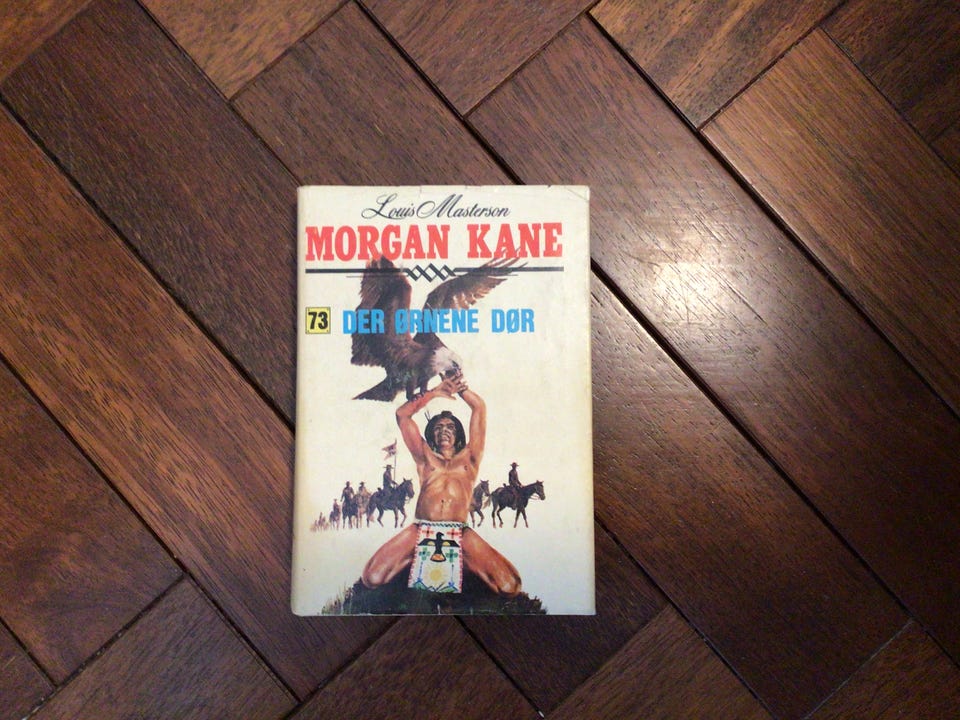 Louis Masterson
MORGAN KANE
73 DER ØRNENE DØR